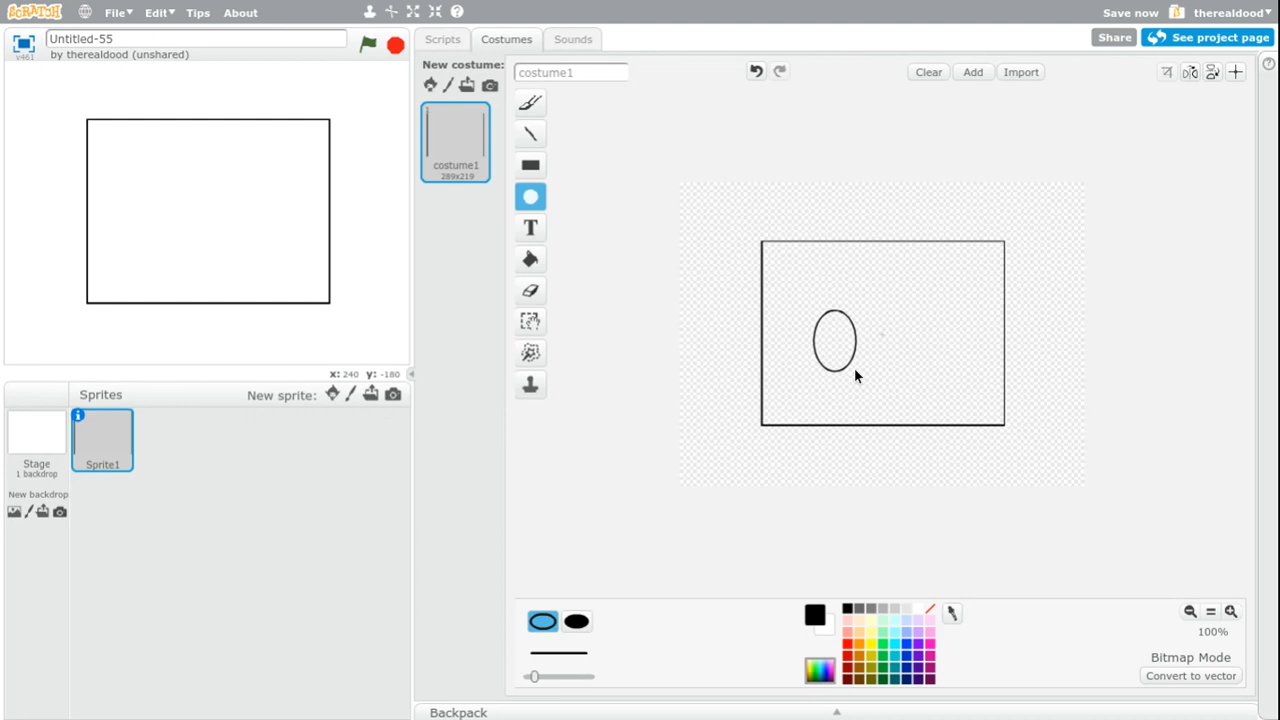 SCRATCH File▾ Edit▾ Tips About Save now therealdood▾
v461 Untitled-55
by therealdood (unshared)
Scripts Costumes Sounds
Share See project page
New costume:
costume1
Clear Add Import
1
costume1
289x219
T
x: 240 y: -180
Sprites New sprite:
Stage
1 backdrop
Sprite1
New backdrop
100%
Bitmap Mode
Convert to vector
Backpack